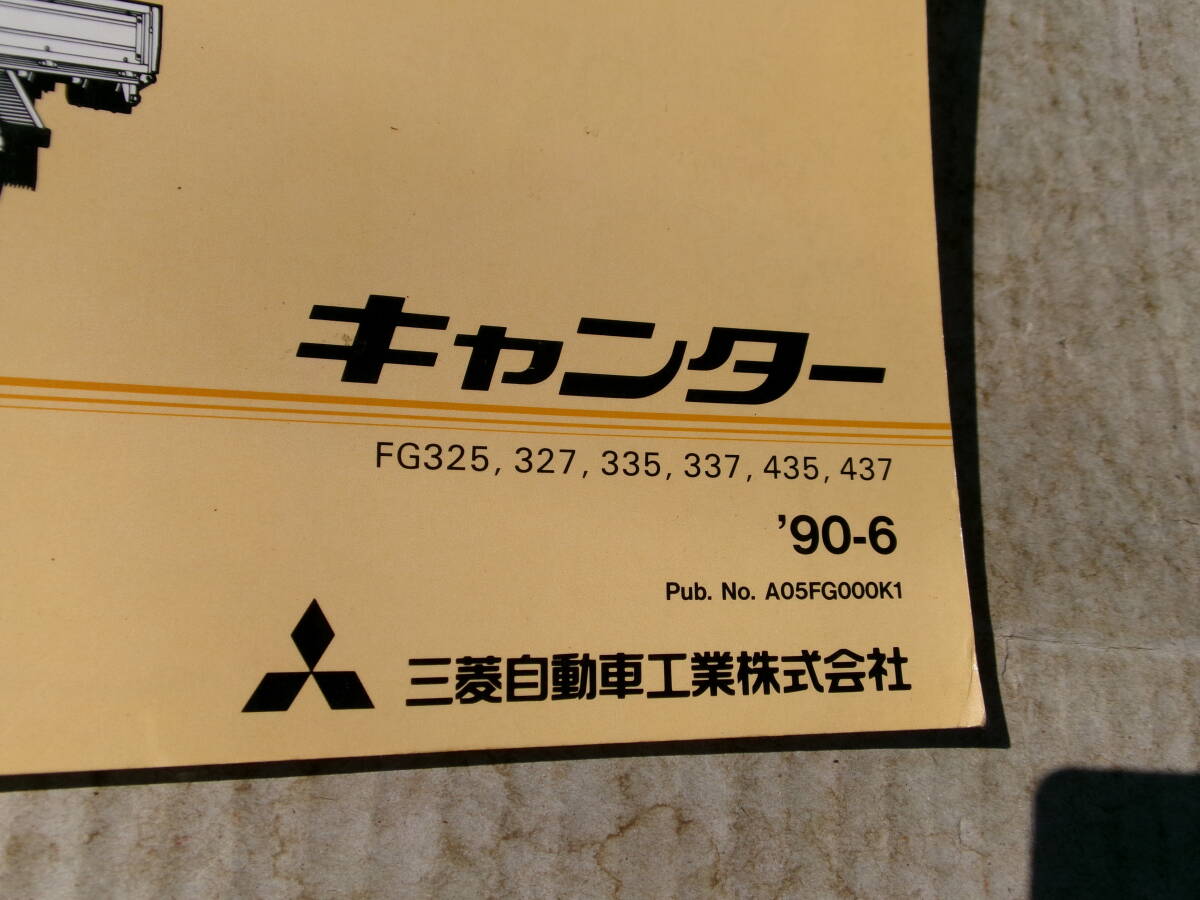 キャンター
FG325, 327, 335, 337, 435, 437
’90-6
Pub. No. A05FG000K1
三菱自動車工業株式会社